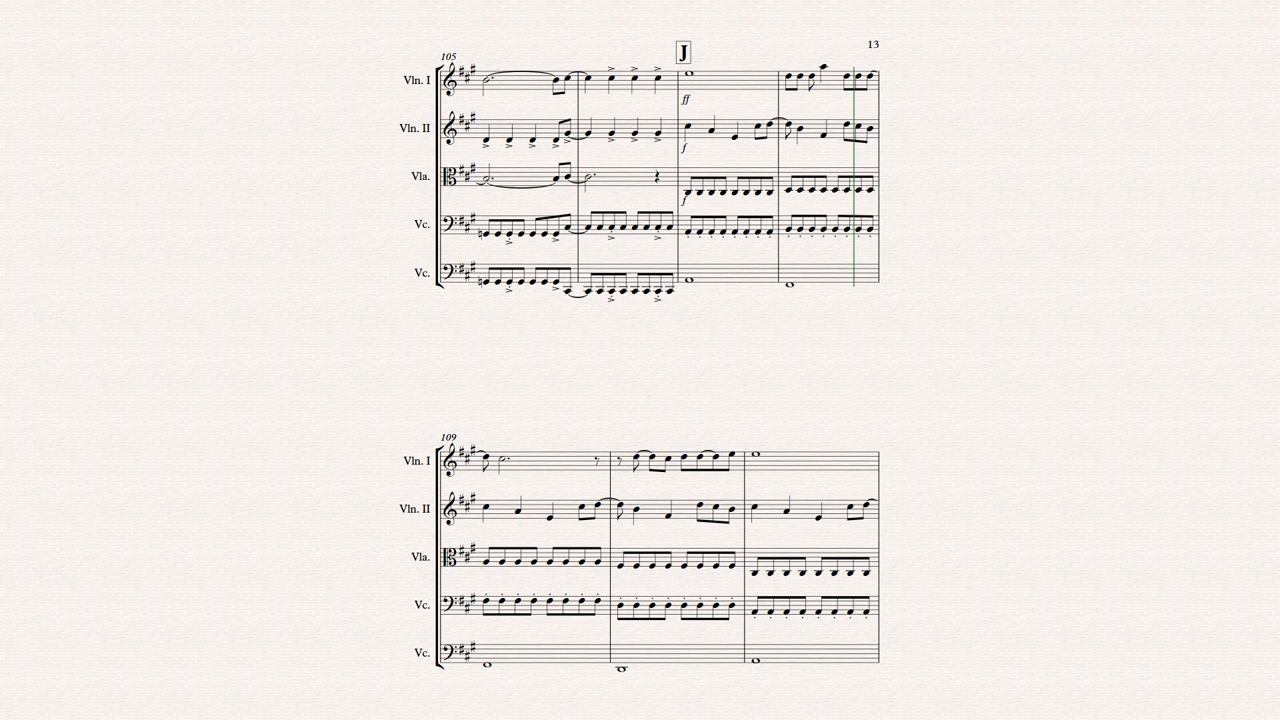 J
13
105
Vln. I
ff
Vln. II
f
Vla.
f
Vc.
Vc.
109
Vln. I
Vln. II
Vla.
Vc.
Vc.